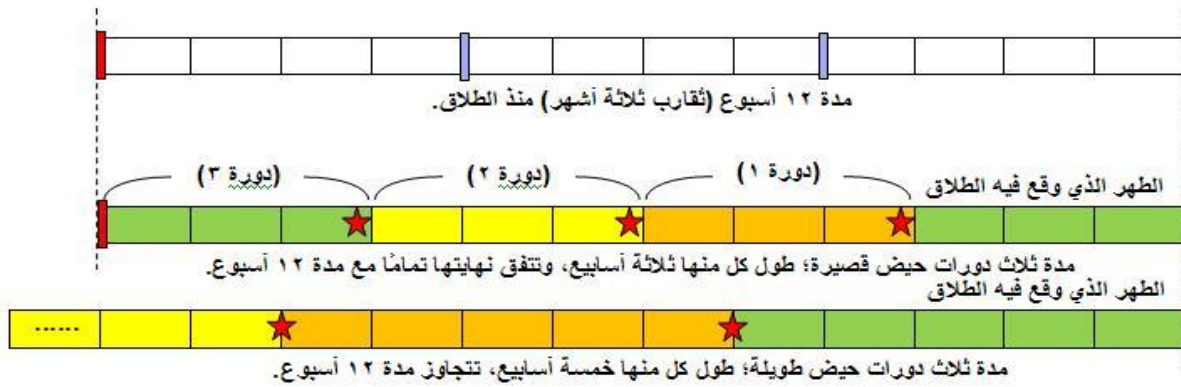 مدة ١٢ أسبوع (تقارب ثلاثة أشهر) منذ الطلاق.
الطهر الذي وقع فيه الطلاق
(دورة ١)
(دورة ٢)
(دورة ٣)
مدة ثلاث دورات حيض قصيرة؛ طول كل منها ثلاثة أسابيع، وتتفق نهايتها تمامًا مع مدة ١٢ أسبوع.
الطهر الذي وقع فيه الطلاق
......
مدة ثلاث دورات حيض طويلة؛ طول كل منها خمسة أسابيع، تتجاوز مدة ١٢ أسبوع.